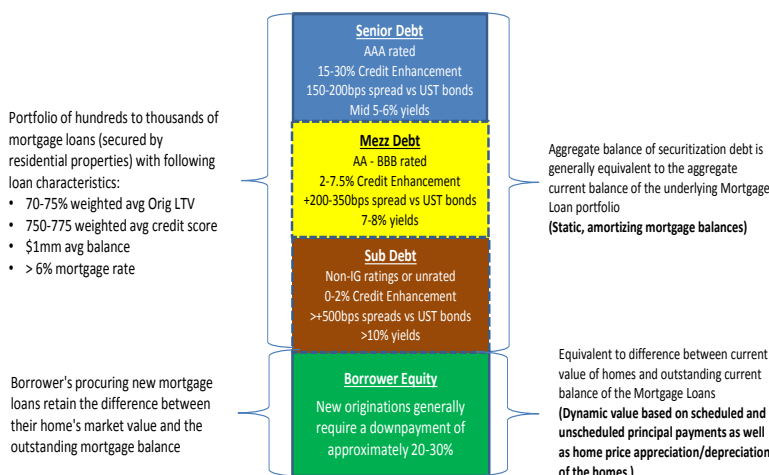 Senior Debt
AAA rated
15-30% Credit Enhancement
150-200bps spread vs UST bonds
Mid 5-6% yields
Mezz Debt
AA - BBB rated
2-7.5% Credit Enhancement
+200-350bps spread vs UST bonds
7-8% yields
Sub Debt
Non-IG ratings or unrated
0-2% Credit Enhancement
>+500bps spreads vs UST bonds
>10% yields
Borrower Equity
New originations generally
require a downpayment of
approximately 20-30%
Portfolio of hundreds to thousands of
mortgage loans (secured by
residential properties) with following
loan characteristics:
• 70-75% weighted avg Orig LTV
• 750-775 weighted avg credit score
• $1mm avg balance
• > 6% mortgage rate
Borrower's procuring new mortgage
loans retain the difference between
their home's market value and the
outstanding mortgage balance
Aggregate balance of securitization debt is
generally equivalent to the aggregate
current balance of the underlying Mortgage
Loan portfolio
(Static, amortizing mortgage balances)
Equivalent to difference between current
value of homes and outstanding current
balance of the Mortgage Loans
(Dynamic value based on scheduled and
unscheduled principal payments as well
as home price appreciation/depreciation
of the homes.)